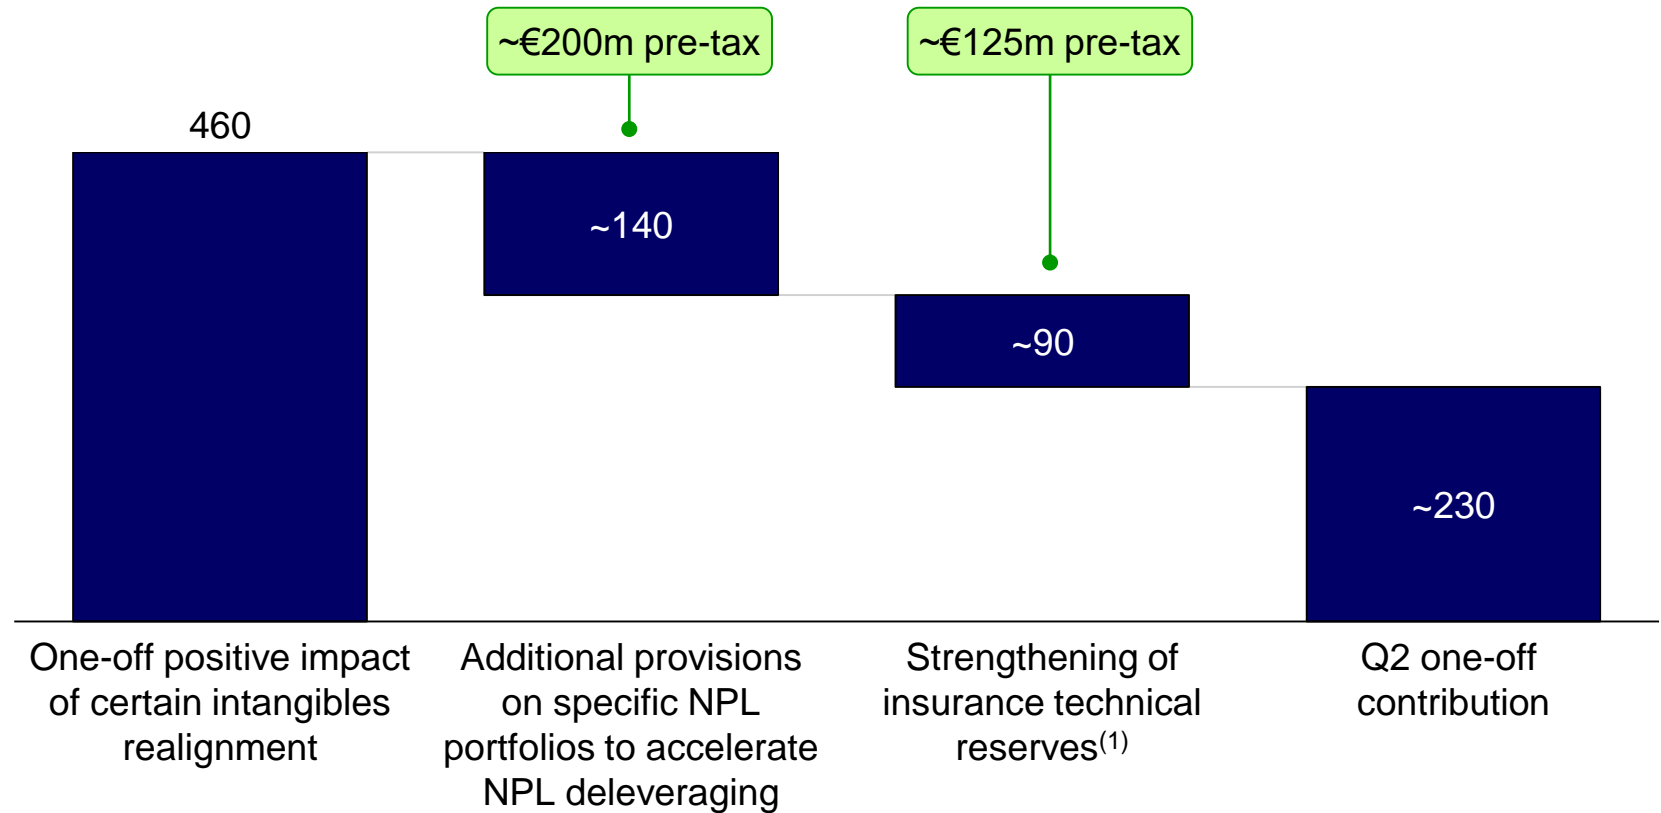 ~€200m pre-tax
~€125m pre-tax
460
~140
~90
~230
One-off positive impact
of certain intangibles
realignment
Additional provisions
on specific NPL
portfolios to accelerate
NPL deleveraging
Strengthening of
insurance technical
reserves(1)
Q2 one-off
contribution